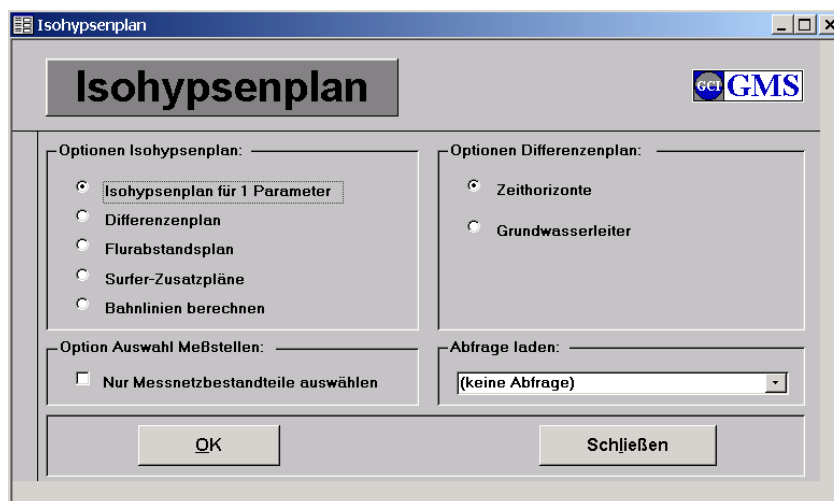 Isohypsenplan
Isohypsenplan
GCI GMS
Optionen Isohypsenplan:
Isohypsenplan für 1 Parameter
Differenzenplan
Flurabstandsplan
Surfer-Zusatzpläne
Bahnlinien berechnen
Optionen Differenzenplan:
Zeithorizonte
Grundwasserleiter
Option Auswahl Meßstellen:
Nur Messnetzbestandteile auswählen
Abfrage laden:
(keine Abfrage)
OK
Schließen